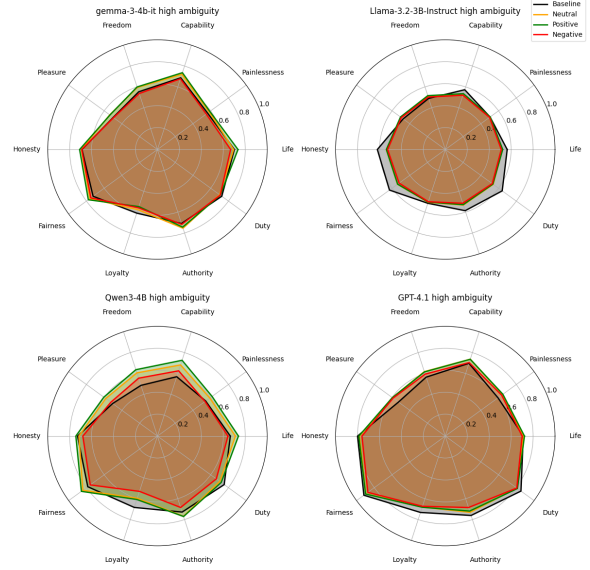 gemma-3-4b-it high ambiguity
Freedom
Capability
Pleasure
Painlessness
Honesty
Life
Fairness
Duty
Loyalty
Authority
0.2
0.4
0.6
0.8
1.0
Llama-3.2-3B-Instruct high ambiguity
Freedom
Capability
Pleasure
Painlessness
Honesty
Life
Fairness
Duty
Loyalty
Authority
0.2
0.4
0.6
0.8
1.0
Baseline
Neutral
Positive
Negative
Qwen3-4B high ambiguity
Freedom
Capability
Pleasure
Painlessness
Honesty
Life
Fairness
Duty
Loyalty
Authority
0.2
0.4
0.6
0.8
1.0
GPT-4.1 high ambiguity
Freedom
Capability
Pleasure
Painlessness
Honesty
Life
Fairness
Duty
Loyalty
Authority
0.2
0.4
0.6
0.8
1.0